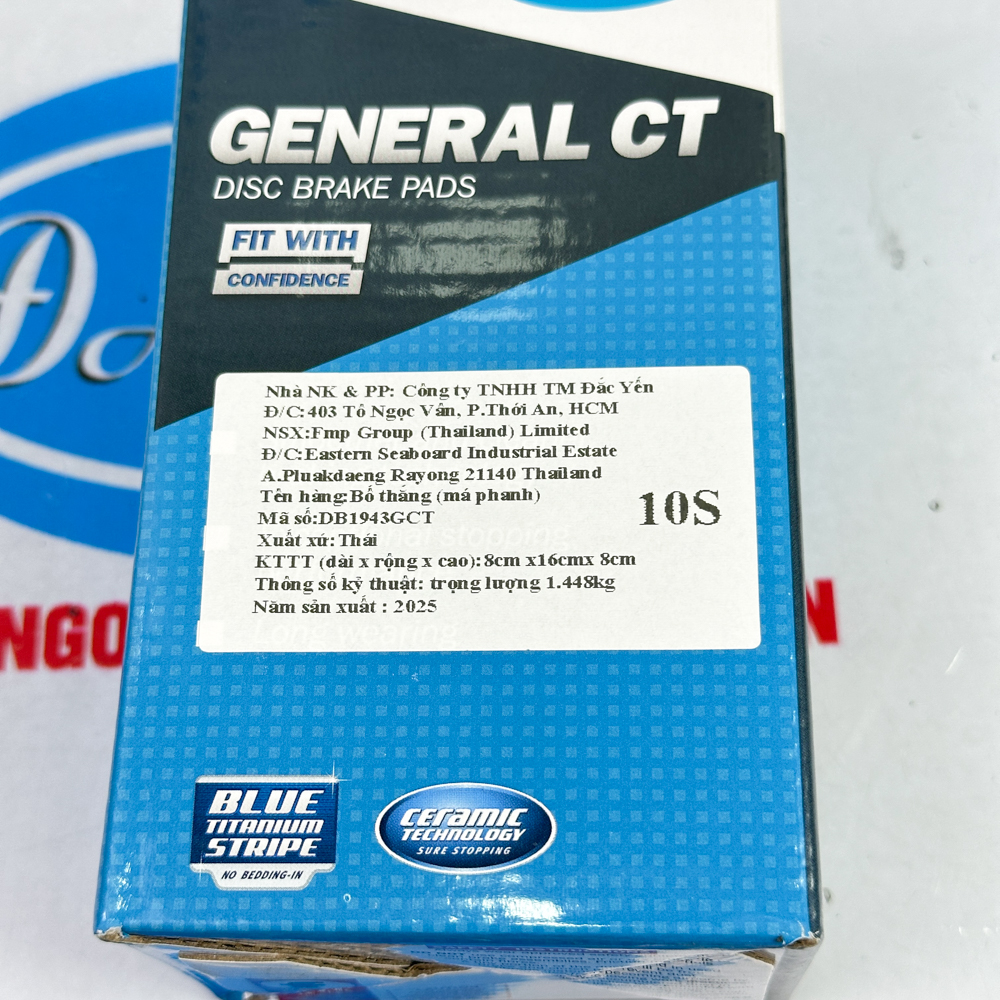 GENERAL CT
DISC BRAKE PADS
FIT WITH
CONFIDENCE
Nhà NK & PP: Công ty TNHH TM Đắc Yến
Đ/C: 403 Tô Ngọc Vân, P.Thới An, HCM
NSX:Fmp Group (Thailand) Limited
Đ/C:Eastern Seaboard Industrial Estate
A.Pluakdaeng Rayong 21140 Thailand
Tên hàng:Bố thắng (má phanh)
Mã số:DB1943GCT
10S
stopping
Xuất xứ: Thái
KTTT (dài x rộng x cao): 8cm x16cmx 8cm
Thông số kỹ thuật: trọng lượng 1.448kg
Năm sản xuất : 2025
Long wearing
BLUE
TITANIUM
STRIPE
NO BEDDING-IN
CERAMIC
TECHNOLOGY
SURE STOPPING